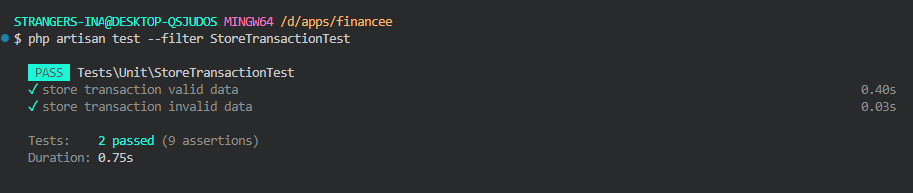 STRANGERS-INA@DESKTOP-QSJUDOS MINGW64 /d/apps/financee
$ php artisan test --filter StoreTransactionTest
PASS Tests\Unit\StoreTransactionTest
✓ store transaction valid data 0.40s
✓ store transaction invalid data 0.03s
Tests: 2 passed (9 assertions)
Duration: 0.75s